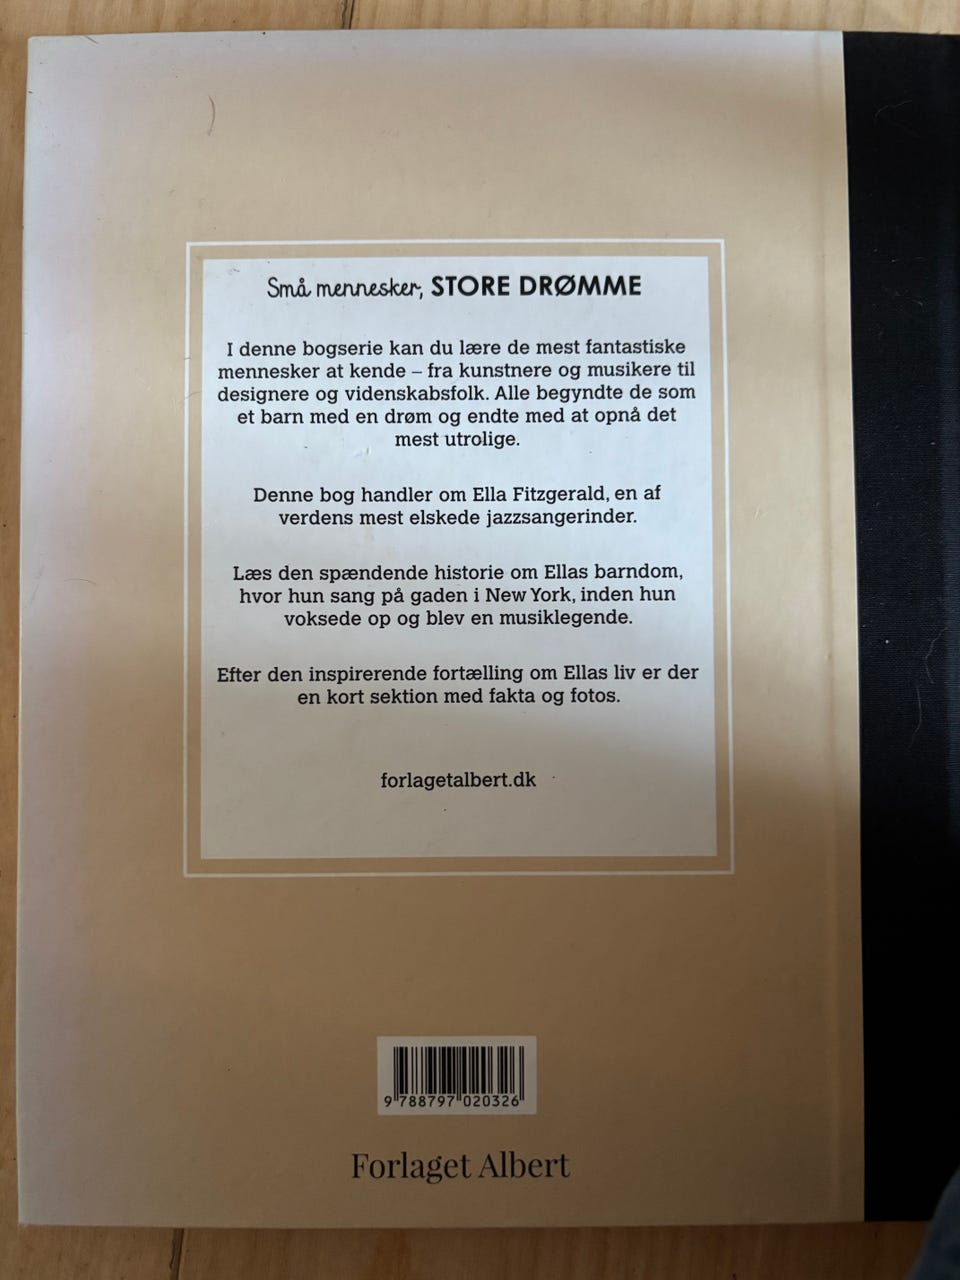 Små mennesker, STORE DRØMME
I denne bogserie kan du lære de mest fantastiske
mennesker at kende – fra kunstnere og musikere til
designere og videnskabsfolk. Alle begyndte de som
et barn med en drøm og endte med at opnå det
mest utrolige.
Denne bog handler om Ella Fitzgerald, en af
verdens mest elskede jazzsangerinder.
Læs den spændende historie om Ellas barndom,
hvor hun sang på gaden i New York, inden hun
voksede op og blev en musiklegende.
Efter den inspirerende fortælling om Ellas liv er der
en kort sektion med fakta og fotos.
forlagetalbert.dk
9 788797 020326
Forlaget Albert